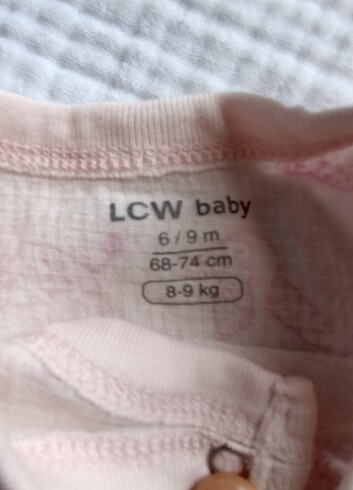 LCW baby
6 / 9 m
68-74 cm
8-9 kg